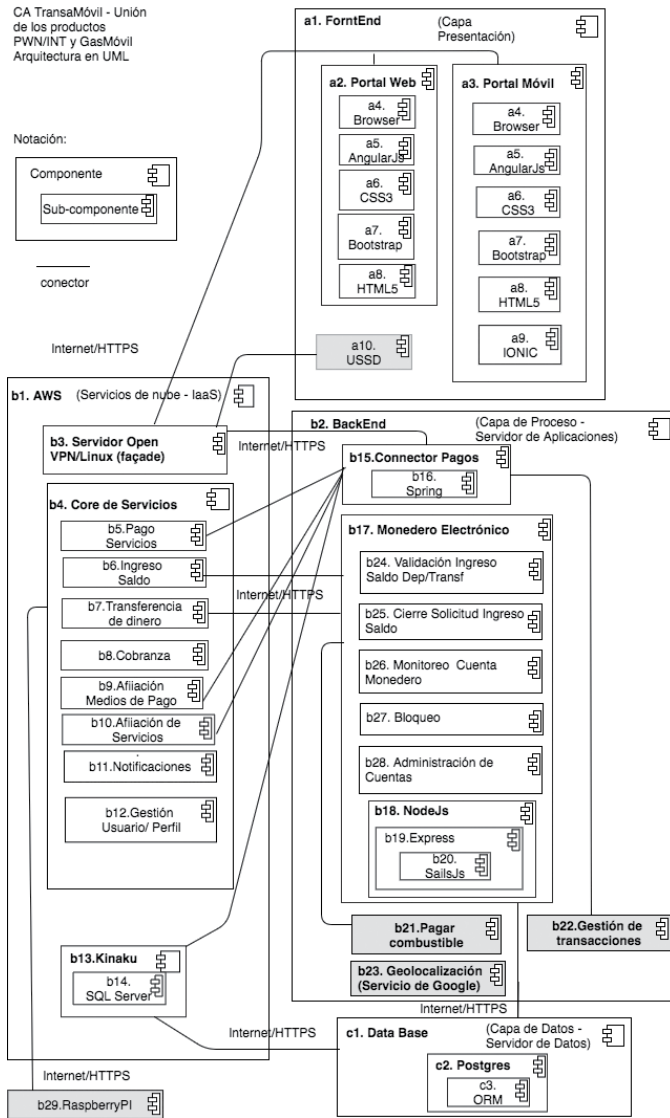 CA TransaMóvil - Unión
de los productos
PWN/INT y GasMóvil
Arquitectura en UML
Notación:
Componente
Sub-componente
conector
a1. ForntEnd
(Capa
Presentación)
a2. Portal Web
a4.
Browser
a5.
AngularJs
a6.
CSS3
a7.
Bootstrap
a8.
HTML5
a3. Portal Móvil
a4.
Browser
a5.
AngularJs
a6.
CSS3
a7.
Bootstrap
a8.
HTML5
a9.
IONIC
a10.
USSD
Internet/HTTPS
b1. AWS
(Servicios de nube - IaaS)
b3. Servidor Open
VPN/Linux (façade)
Internet/HTTPS
b4. Core de Servicios
b5.Pago
Servicios
b6.Ingreso
Saldo
b7.Transferencia
de dinero
b8.Cobranza
b9.Afiiación
Medios de Pago
b10.Afiiación de
Servicios
b11.Notificaciones
b12.Gestión
Usuario/ Perfil
b13.Kinaku
b14.
SQL Server
Internet/HTTPS
b2. BackEnd
(Capa de Proceso -
Servidor de Aplicaciones)
b15.Connector Pagos
b16.
Spring
b17. Monedero Electrónico
b24. Validación Ingreso
Saldo Dep/Transf
b25. Cierre Solicitud Ingreso
Saldo
b26. Monitoreo Cuenta
Monedero
b27. Bloqueo
b28. Administración de
Cuentas
b18. NodeJs
b19.Express
b20.
SailsJs
b21.Pagar
combustible
b22.Gestión de
transacciones
b23. Geolocalización
(Servicio de Google)
Internet/HTTPS
Internet/HTTPS
c1. Data Base
(Capa de Datos -
Servidor de Datos)
c2. Postgres
c3.
ORM
Internet/HTTPS
b29.RaspberryPI